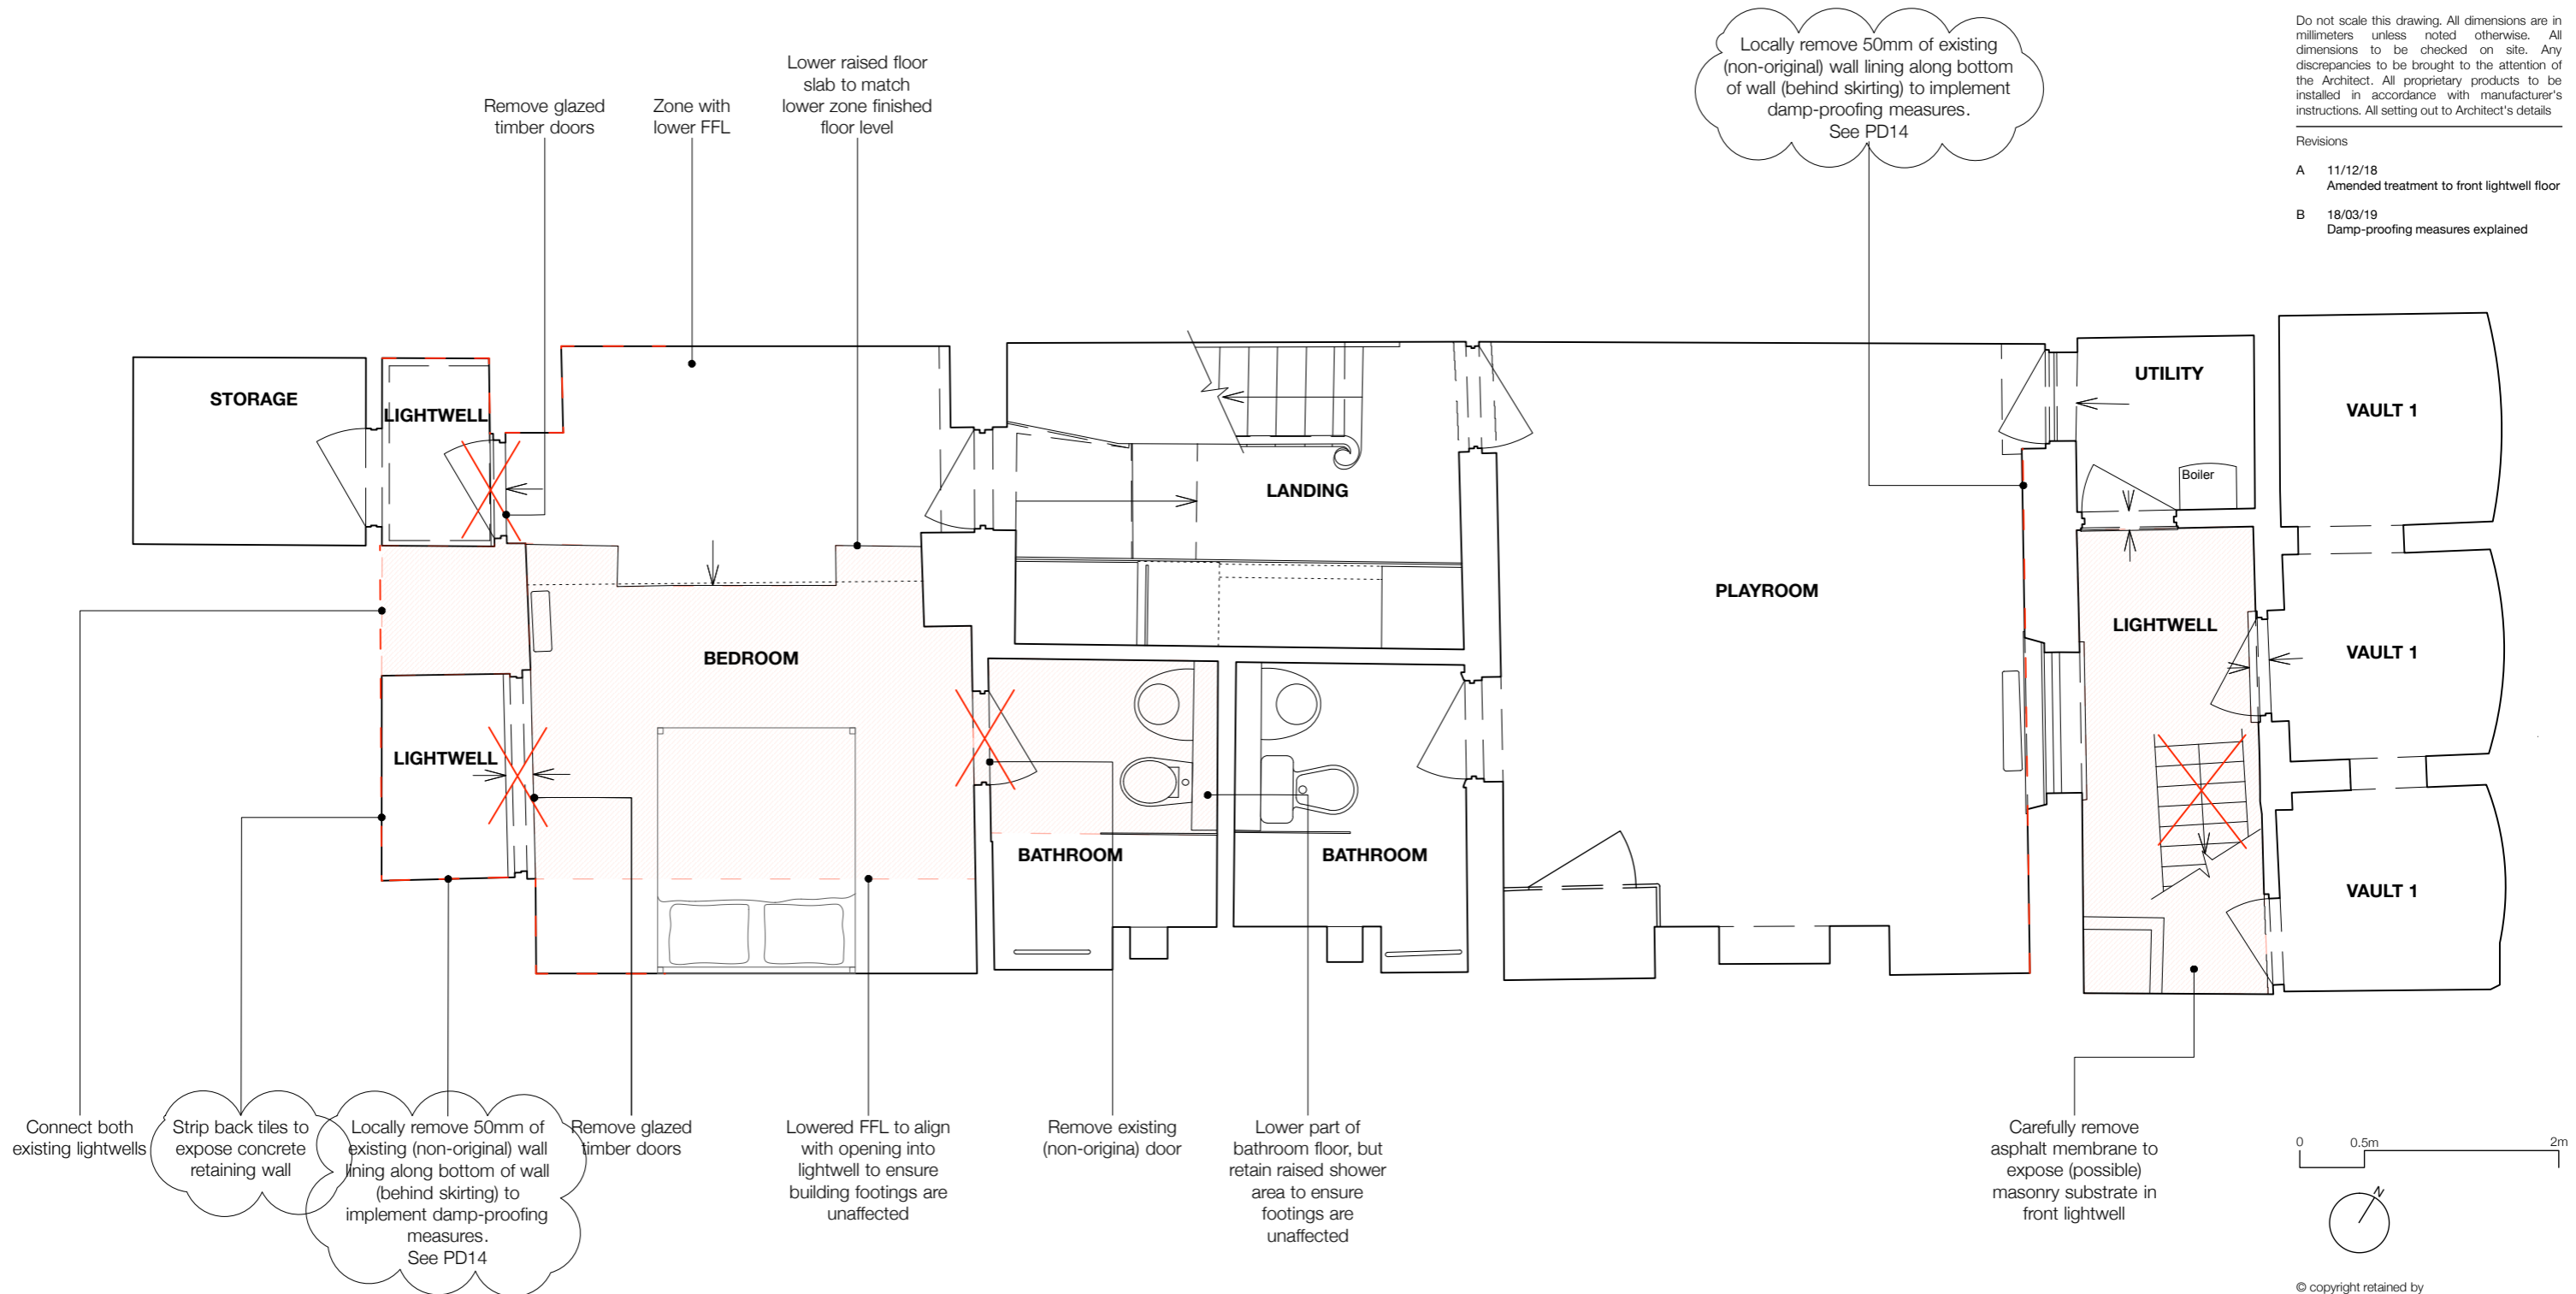 Do not scale this drawing. All dimensions are in
millimeters unless noted otherwise. All
dimensions to be checked on site. Any
discrepancies to be brought to the attention of
the Architect. All proprietary products to be
installed in accordance with manufacturer's
instructions. All setting out to Architect's details
Revisions
A 11/12/18
Amended treatment to front lightwell floor
B 18/03/19
Damp-proofing measures explained
Remove glazed
timber doors
Zone with
lower FFL
Lower raised floor
slab to match
lower zone finished
floor level
Locally remove 50mm of existing
(non-original) wall lining along bottom
of wall (behind skirting) to implement
damp-proofing measures.
See PD14
STORAGE
LIGHTWELL
LANDING
UTILITY
Boiler
VAULT 1
BEDROOM
PLAYROOM
LIGHTWELL
VAULT 1
LIGHTWELL
BATHROOM
BATHROOM
VAULT 1
Connect both
existing lightwells
Strip back tiles to
expose concrete
retaining wall
Locally remove 50mm of
existing (non-original) wall
lining along bottom of wall
(behind skirting) to
implement damp-proofing
measures.
See PD14
Remove glazed
timber doors
Lowered FFL to align
with opening into
lightwell to ensure
building footings are
unaffected
Remove existing
(non-origina) door
Lower part of
bathroom floor, but
retain raised shower
area to ensure
footings are
unaffected
Carefully remove
asphalt membrane to
expose (possible)
masonry substrate in
front lightwell
0 0.5m 2m
N
© copyright retained by